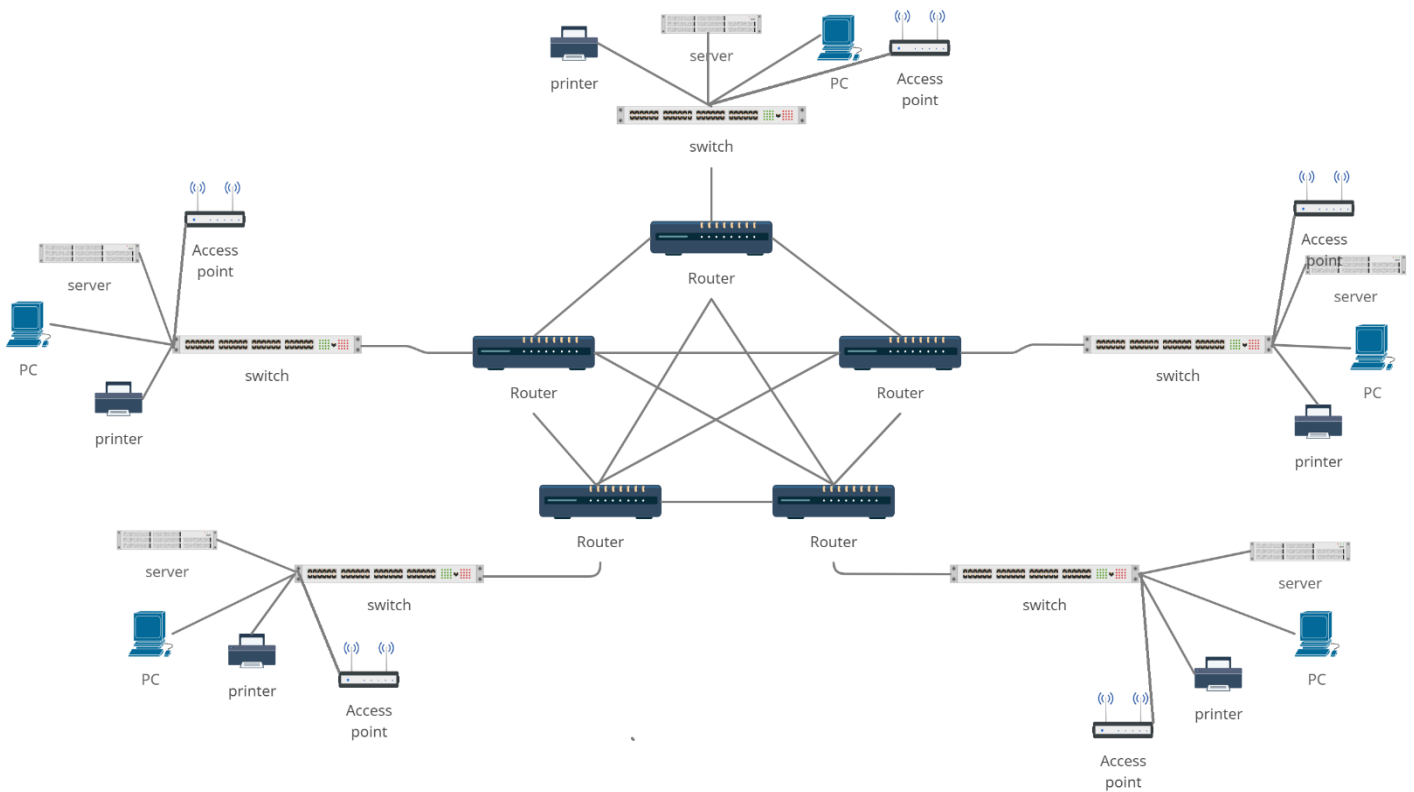 server
printer
PC
Access
point
switch
Router
Access
point
server
PC
switch
printer
Access
point
server
switch
PC
printer
Router
Router
Router
Router
server
switch
PC
printer
Access
point
switch
server
PC
printer
Access
point